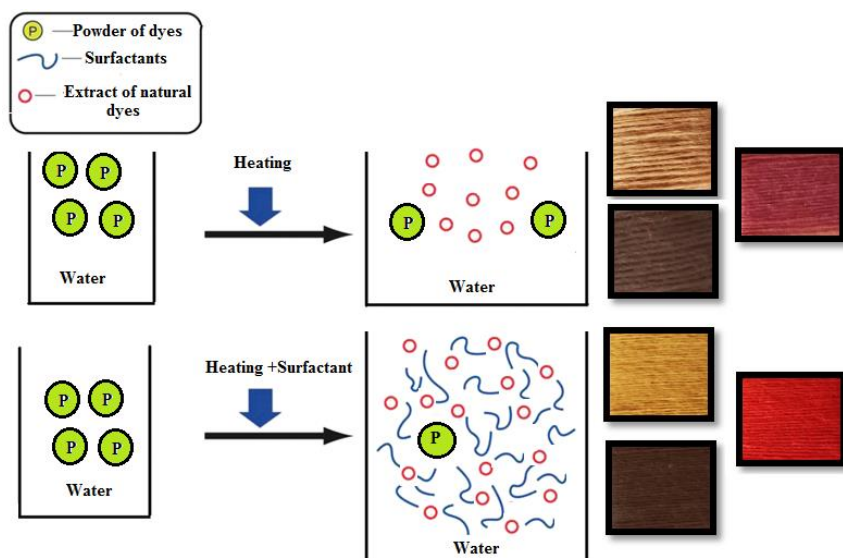 P
Powder of dyes
Surfactants
Extract of natural
dyes
P P
P P
Water
Heating
P P
Water
P P
P P
Water
Heating +Surfactant
P
Water